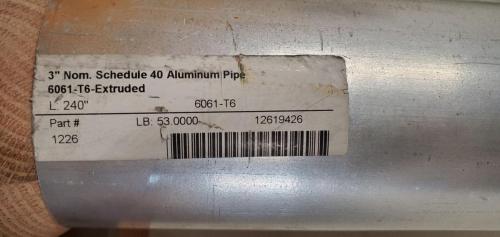 3" Nom. Schedule 40 Aluminum Pipe
6061-T6-Extruded
L. 240" 6061-T6
Part # LB: 53.0000 12619426
1226